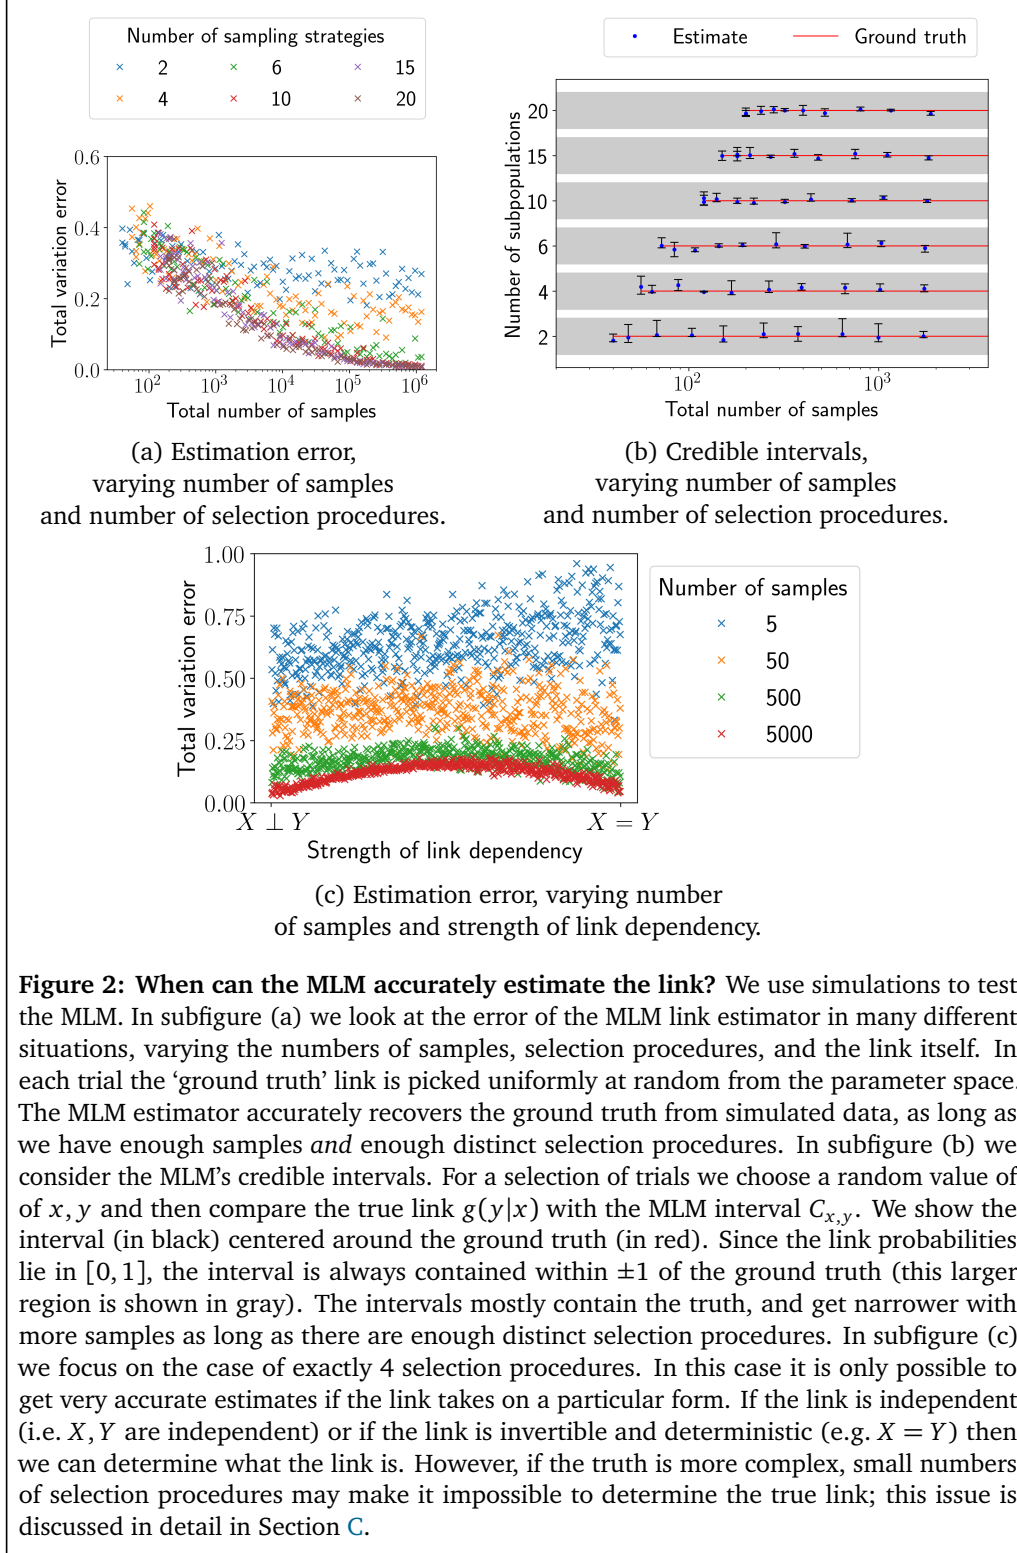 Number of sampling strategies
2 6 15
4 10 20
Estimate Ground truth
Total variation error
0.6
0.4
0.2
0.0
10² 10³ 10⁴ 10⁵ 10⁶
Total number of samples
Number of subpopulations
20
15
10
6
4
2
10² 10³
Total number of samples
(a) Estimation error,
varying number of samples
and number of selection procedures.
(b) Credible intervals,
varying number of samples
and number of selection procedures.
Total variation error
1.00
0.75
0.50
0.25
0.00
X ⊥ Y X = Y
Strength of link dependency
Number of samples
5
50
500
5000
(c) Estimation error, varying number
of samples and strength of link dependency.
Figure 2: When can the MLM accurately estimate the link? We use simulations to test
the MLM. In subfigure (a) we look at the error of the MLM link estimator in many different
situations, varying the numbers of samples, selection procedures, and the link itself. In
each trial the ‘ground truth’ link is picked uniformly at random from the parameter space.
The MLM estimator accurately recovers the ground truth from simulated data, as long as
we have enough samples and enough distinct selection procedures. In subfigure (b) we
consider the MLM’s credible intervals. For a selection of trials we choose a random value of
of x, y and then compare the true link g(y|x) with the MLM interval Cx,y. We show the
interval (in black) centered around the ground truth (in red). Since the link probabilities
lie in [0, 1], the interval is always contained within ±1 of the ground truth (this larger
region is shown in gray). The intervals mostly contain the truth, and get narrower with
more samples as long as there are enough distinct selection procedures. In subfigure (c)
we focus on the case of exactly 4 selection procedures. In this case it is only possible to
get very accurate estimates if the link takes on a particular form. If the link is independent
(i.e. X, Y are independent) or if the link is invertible and deterministic (e.g. X = Y) then
we can determine what the link is. However, if the truth is more complex, small numbers
of selection procedures may make it impossible to determine the true link; this issue is
discussed in detail in Section C.